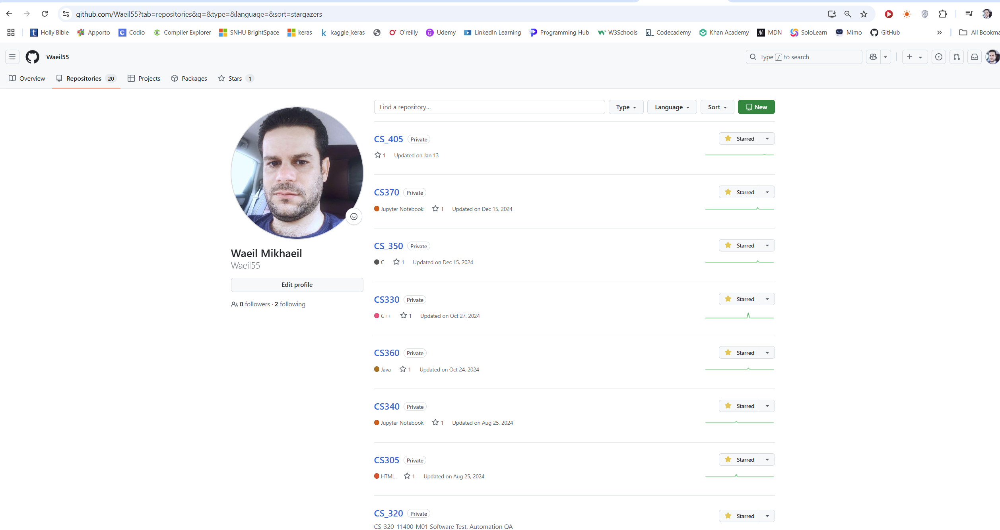 github.com/Waeil55?tab=repositories&q=&type=&language=&sort=stargazers
Holly Bible Apporto Codio Compiler Explorer SNHU BrightSpace keras kaggle_keras O'reilly Udemy LinkedIn Learning Programming Hub W3Schools Codecademy Khan Academy MDN SoloLearn Mimo GitHub » All Bookma
Waeil55 Type / to search
Overview Repositories 20 Projects Packages Stars 1
Find a repository... Type Language Sort New
CS_405 Private Starred
1 Updated on Jan 13
CS370 Private Starred
Jupyter Notebook 1 Updated on Dec 15, 2024
CS_350 Private Starred
Waeil Mikhaeil
Waeil55
C 1 Updated on Dec 15, 2024
Edit profile
0 followers · 2 following
CS330 Private Starred
C++ 1 Updated on Oct 27, 2024
CS360 Private Starred
Java 1 Updated on Oct 24, 2024
CS340 Private Starred
Jupyter Notebook 1 Updated on Aug 25, 2024
CS305 Private Starred
HTML 1 Updated on Aug 25, 2024
CS_320 Private Starred
CS-320-11400-M01 Software Test, Automation QA